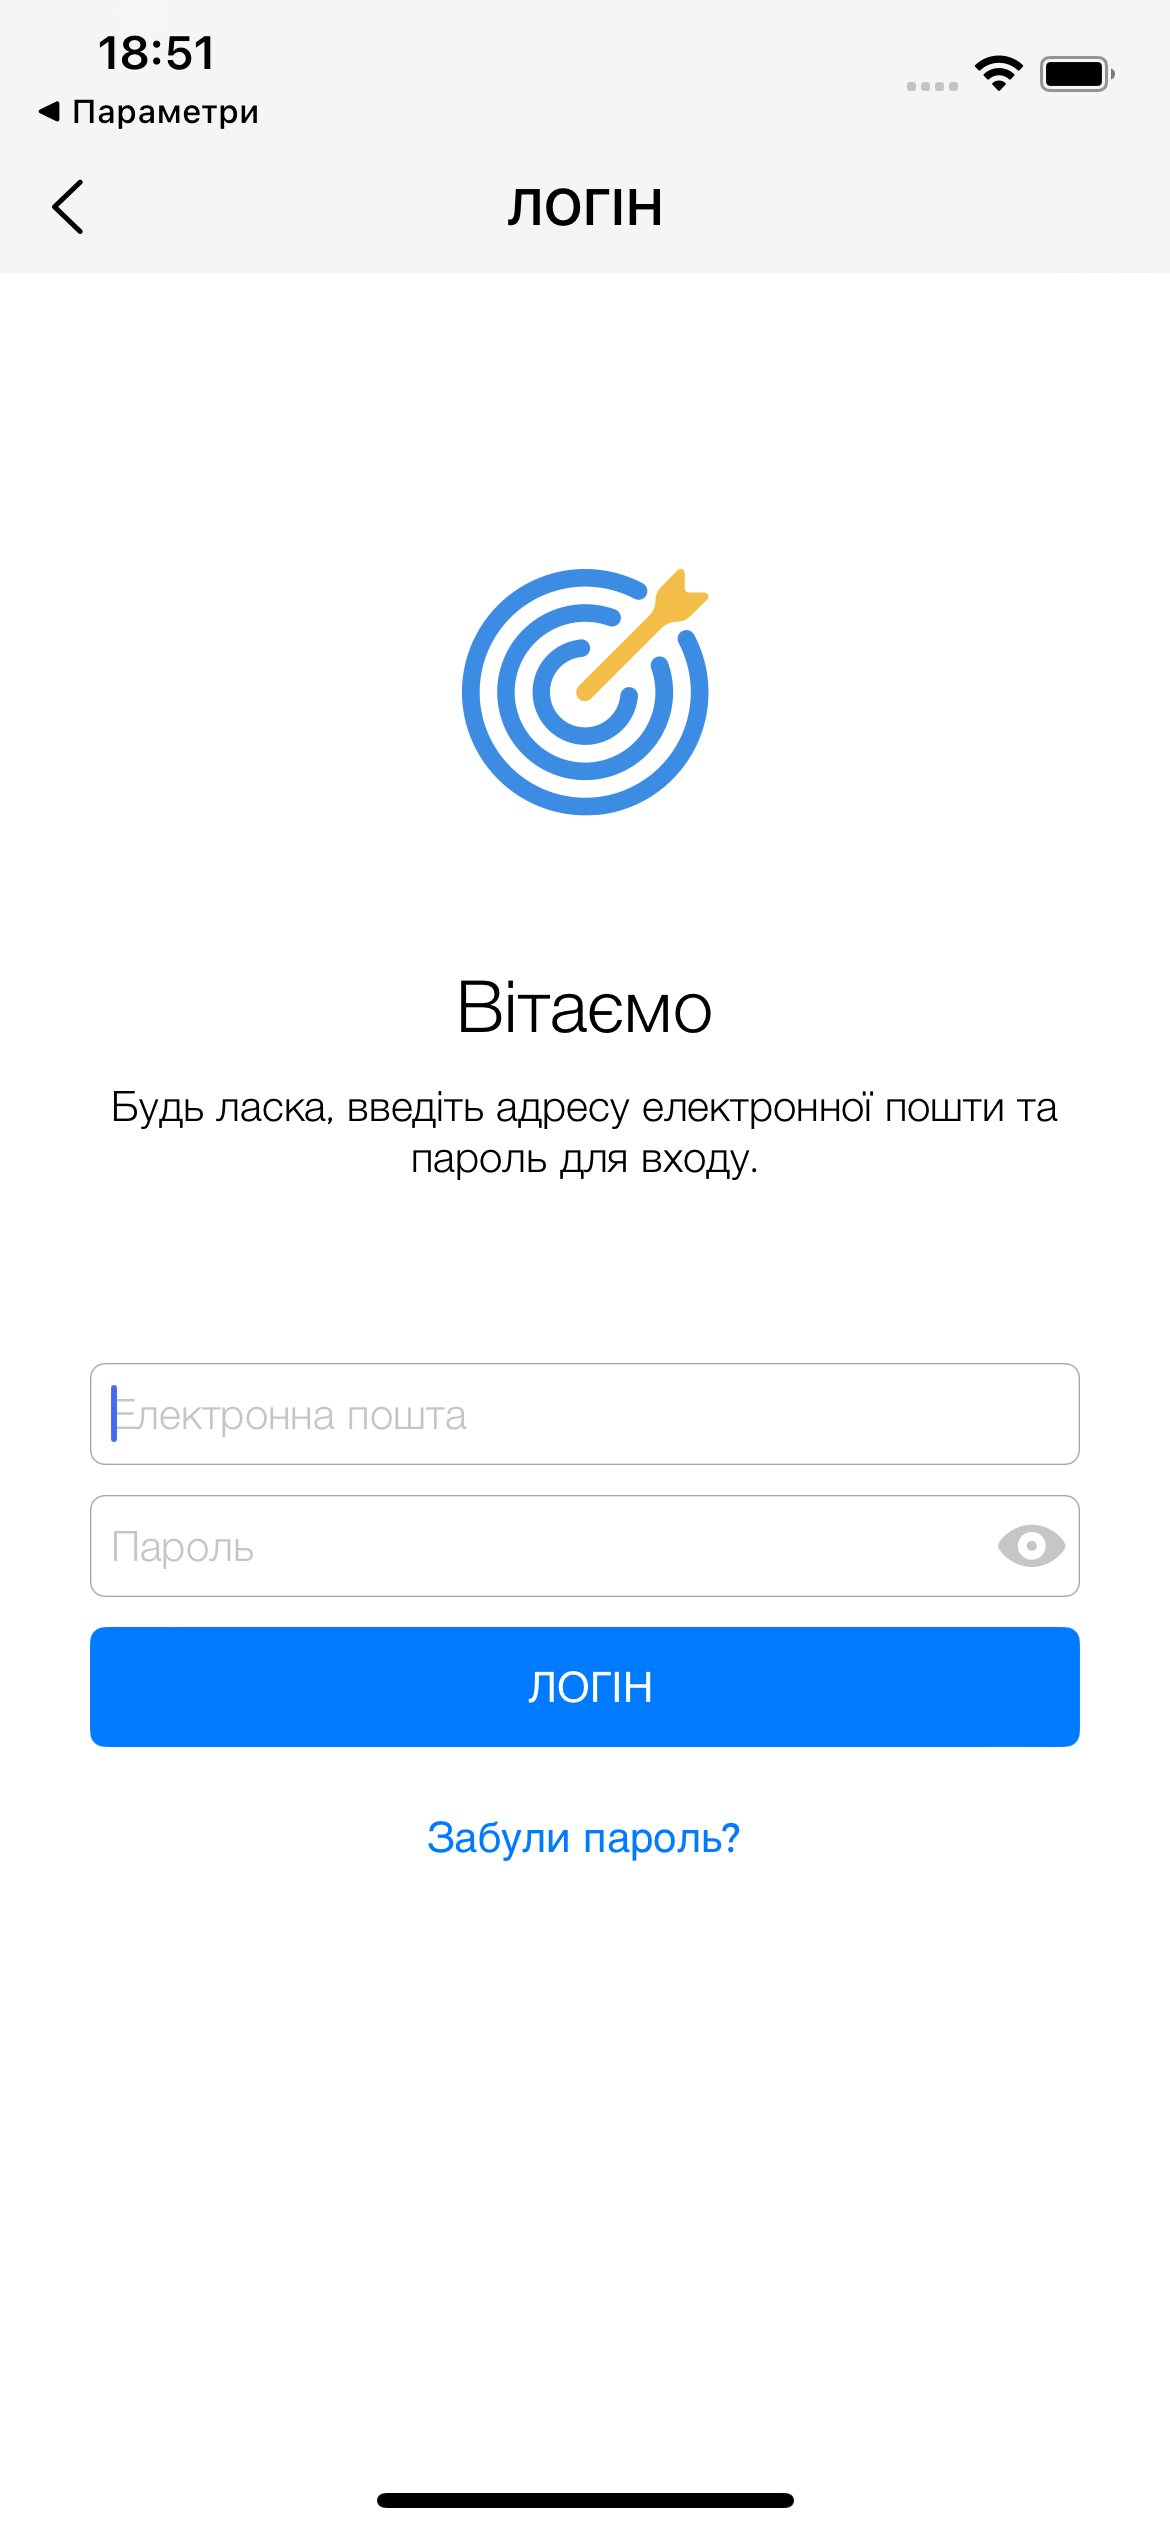 18:51
Параметри
ЛОГІН
Вітаємо
Будь ласка, введіть адресу електронної пошти та
пароль для входу.
Електронна пошта
Пароль
ЛОГІН
Забули пароль?